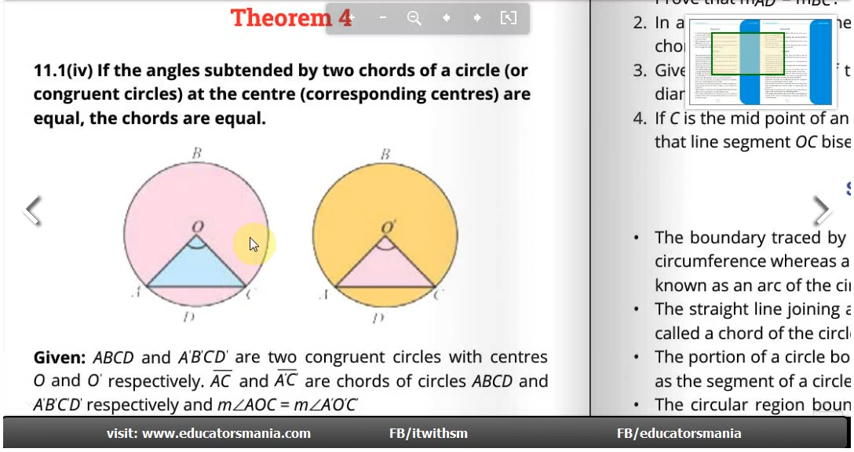 Theorem 4
11.1(iv) If the angles subtended by two chords of a circle (or
congruent circles) at the centre (corresponding centres) are
equal, the chords are equal.
B
O
A
C
D
B
O'
A
C
D
Given: ABCD and A'B'C'D' are two congruent circles with centres
O and O' respectively. AC and A'C' are chords of circles ABCD and
A'B'C'D' respectively and m∠AOC = m∠A'O'C'
2. In a
3. Give
4. If C is the mid point of an
that line segment OC bise
• The boundary traced by
circumference whereas a
known as an arc of the cir
• The straight line joining a
called a chord of the circl
• The portion of a circle bo
as the segment of a circle
• The circular region boun
visit: www.educatorsmania.com
FB/itwithsm
FB/educatorsmania